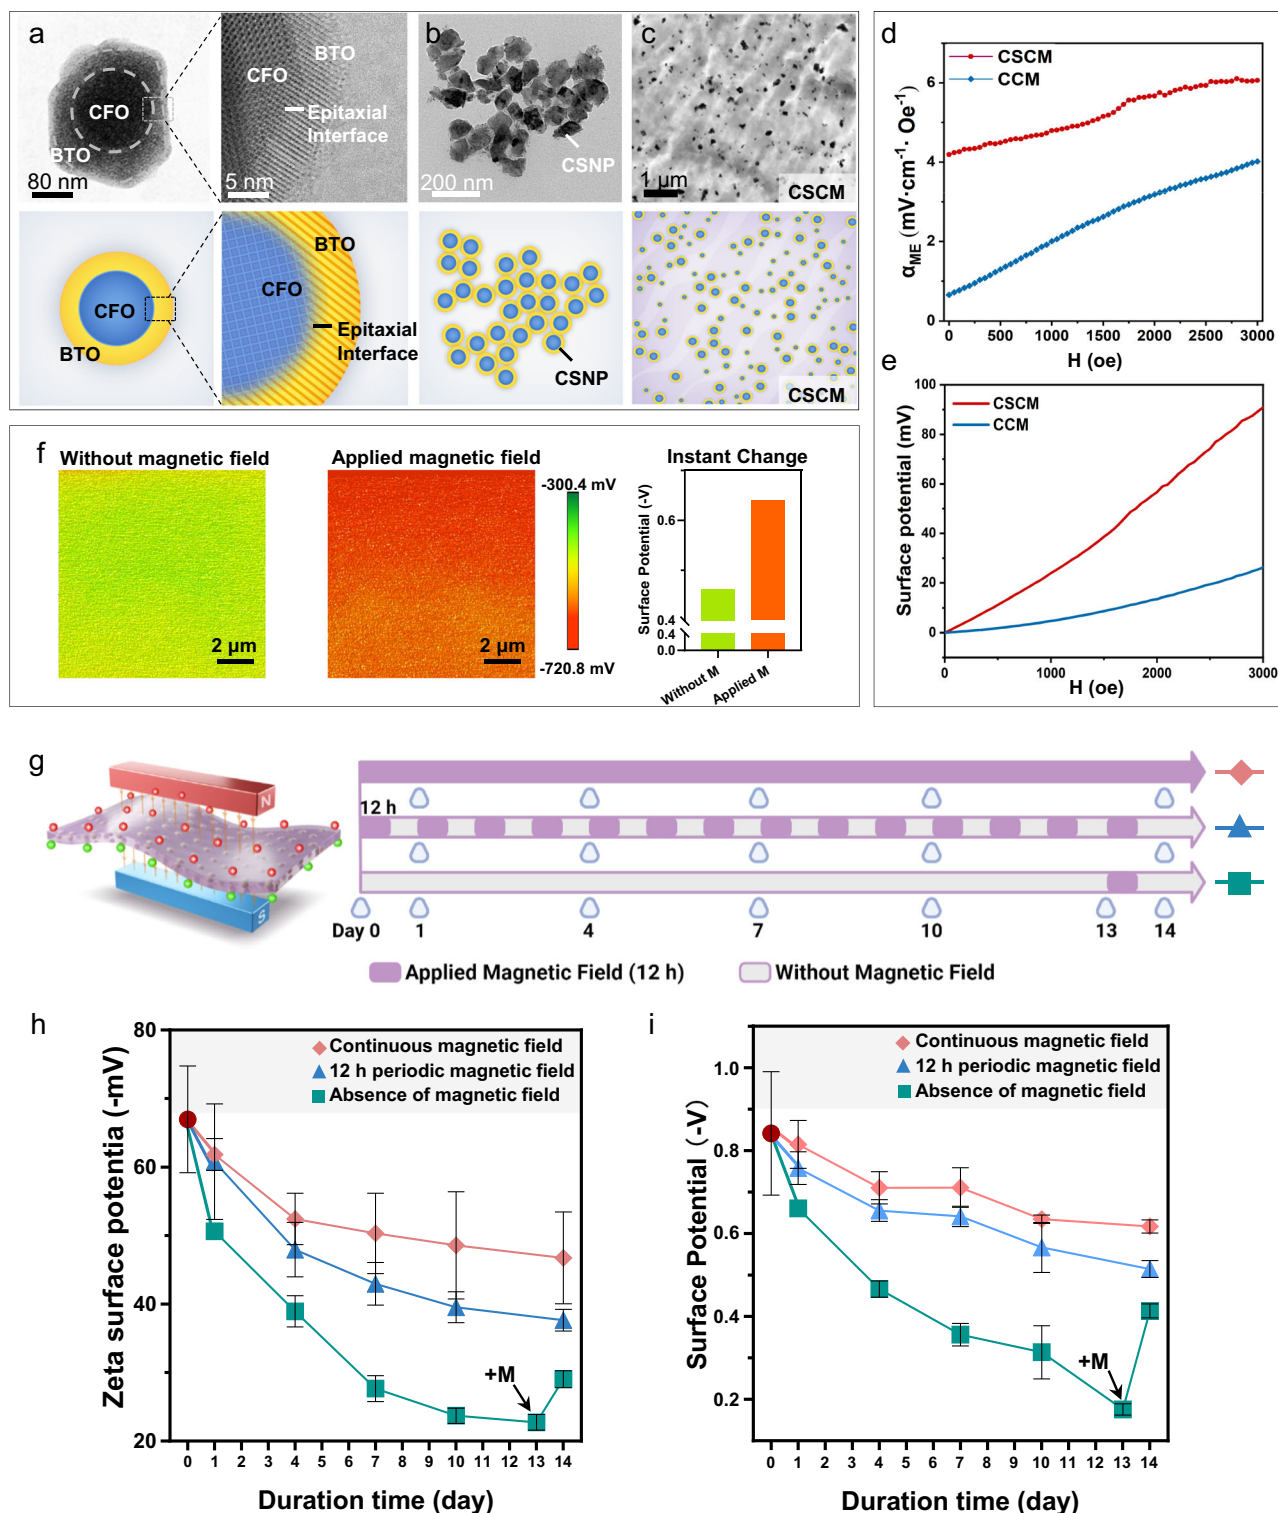 a
CFO
BTO
80 nm
CFO
BTO
Epitaxial
Interface
5 nm
b
CSNP
200 nm
c
1 μm
CSCM
CFO
BTO
BTO
CFO
Epitaxial
Interface
CSNP
CSCM
d
CSCM
CCM
α_ME (mV·cm⁻¹· Oe⁻¹)
6
4
2
0
0 500 1000 1500 2000 2500 3000
H (oe)
e
CSCM
CCM
Surface potential (mV)
100
80
60
40
20
0
0 1000 2000 3000
H (oe)
f
Without magnetic field
2 μm
Applied magnetic field
2 μm
-300.4 mV
-720.8 mV
Instant Change
Surface Potential (-V)
0.6
0.4
0.4
0.0
Without M
Applied M
g
N
S
12 h
Day 0 1 4 7 10 13 14
Applied Magnetic Field (12 h)
Without Magnetic Field
h
Zeta surface potentia (-mV)
80
60
40
20
Continuous magnetic field
12 h periodic magnetic field
Absence of magnetic field
+M
0 1 2 3 4 5 6 7 8 9 10 11 12 13 14
Duration time (day)
i
Surface Potential (-V)
1.0
0.8
0.6
0.4
0.2
Continuous magnetic field
12 h periodic magnetic field
Absence of magnetic field
+M
0 1 2 3 4 5 6 7 8 9 10 11 12 13 14
Duration time (day)